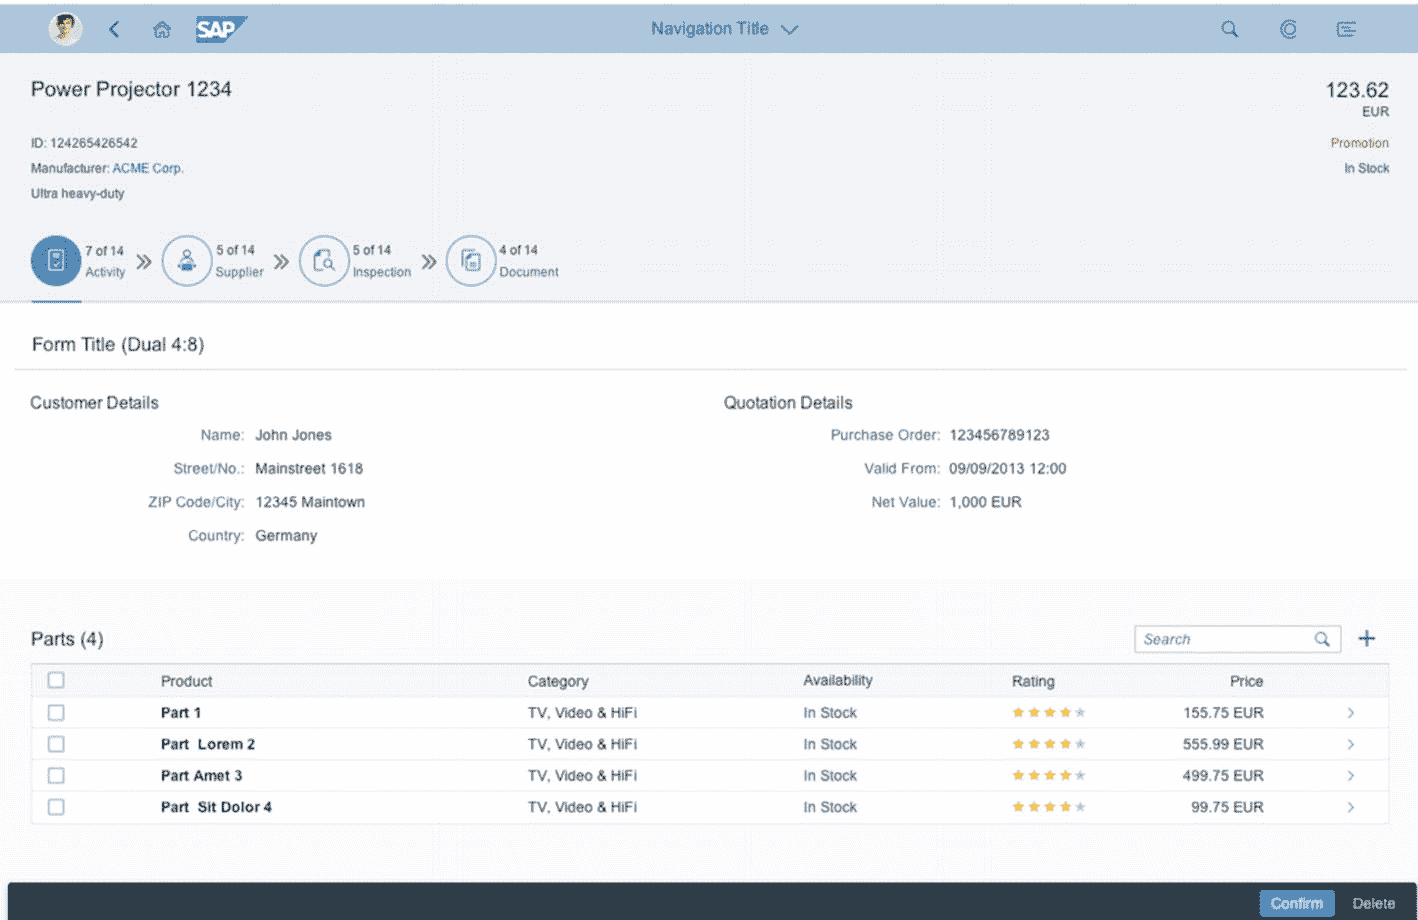 SAP
Navigation Title
Power Projector 1234
123.62
EUR
ID: 124265426542
Promotion
Manufacturer: ACME Corp.
In Stock
Ultra heavy-duty
7 of 14
Activity
5 of 14
Supplier
5 of 14
Inspection
4 of 14
Document
Form Title (Dual 4:8)
Customer Details
Name: John Jones
Street/No.: Mainstreet 1618
ZIP Code/City: 12345 Maintown
Country: Germany
Quotation Details
Purchase Order: 123456789123
Valid From: 09/09/2013 12:00
Net Value: 1,000 EUR
Parts (4)
Search
Product Category Availability Rating Price
Part 1 TV, Video & HiFi In Stock 155.75 EUR
Part Lorem 2 TV, Video & HiFi In Stock 555.99 EUR
Part Amet 3 TV, Video & HiFi In Stock 499.75 EUR
Part Sit Dolor 4 TV, Video & HiFi In Stock 99.75 EUR
Confirm Delete